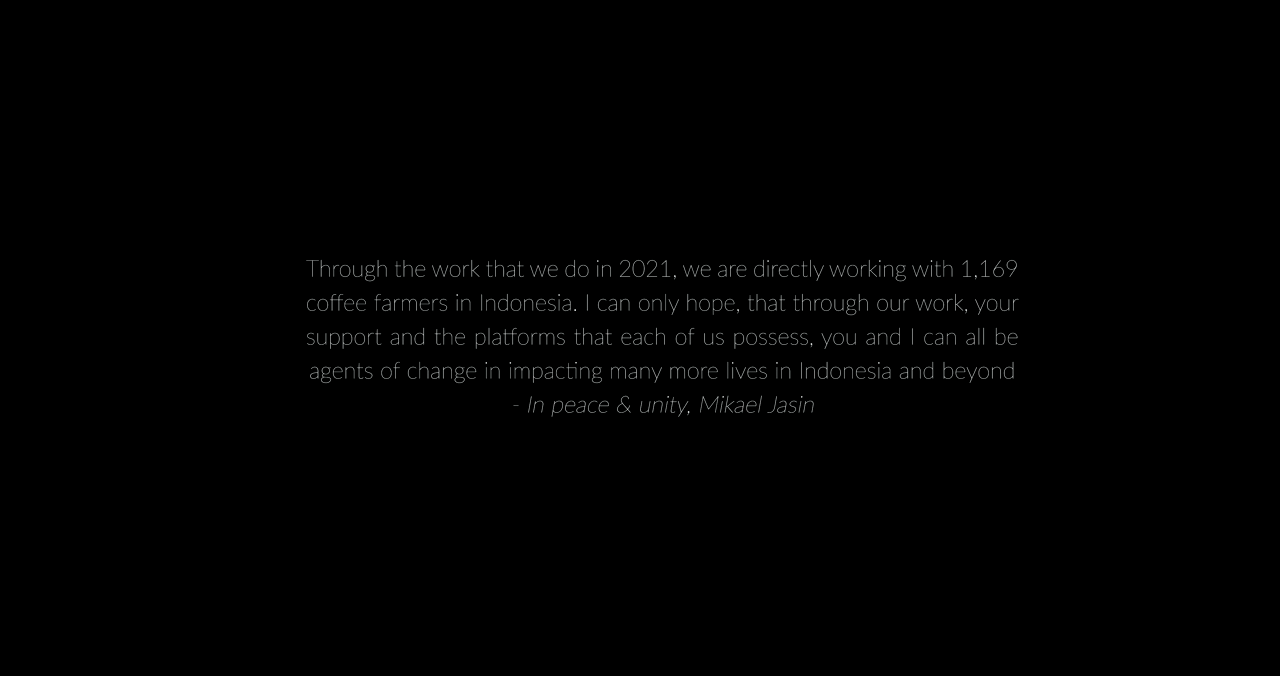 Through the work that we do in 2021, we are directly working with 1,169
coffee farmers in Indonesia. I can only hope, that through our work, your
support and the platforms that each of us possess, you and I can all be
agents of change in impacting many more lives in Indonesia and beyond
- In peace & unity, Mikael Jasin